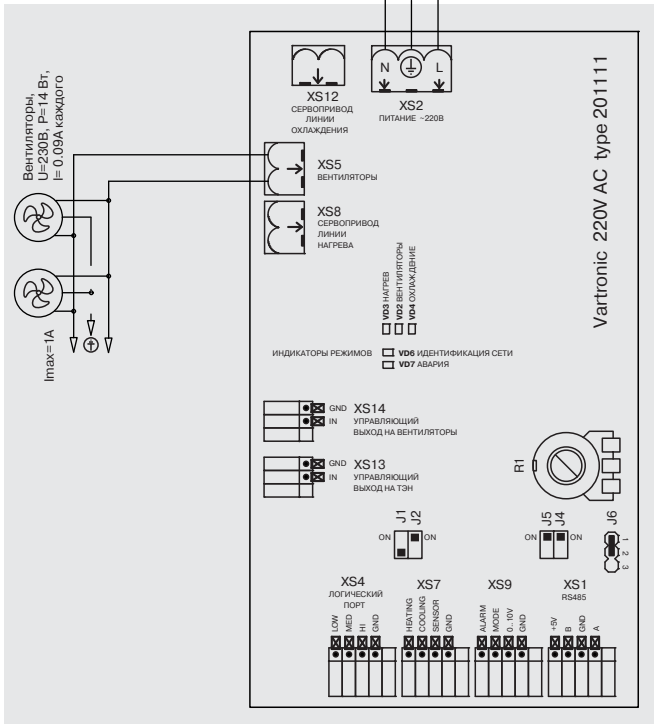 N L
XS12
СЕРВОПРИВОД
ЛИНИИ
ОХЛАЖДЕНИЯ
XS2
ПИТАНИЕ ~220В
Вентиляторы,
U=230В, P=14 Вт,
I= 0.09А каждого
XS5
ВЕНТИЛЯТОРЫ
XS8
СЕРВОПРИВОД
ЛИНИИ
НАГРЕВА
Vartronic 220V AC type 201111
VD3 НАГРЕВ
VD2 ВЕНТИЛЯТОРЫ
VD4 ОХЛАЖДЕНИЕ
Imax=1А
ИНДИКАТОРЫ РЕЖИМОВ VD6 ИДЕНТИФИКАЦИЯ СЕТИ
VD7 АВАРИЯ
GND XS14
IN УПРАВЛЯЮЩИЙ
ВЫХОД НА ВЕНТИЛЯТОРЫ
GND XS13
IN УПРАВЛЯЮЩИЙ
ВЫХОД НА ТЭН
R1
J1
J2
ON ON
J5
J4
ON ON
J6
1
2
3
XS4
ЛОГИЧЕСКИЙ
ПОРТ
LOW
MED
HI
GND
XS7
HEATING
COOLING
SENSOR
GND
XS9
ALARM
MODE
0...10V
GND
XS1
RS485
+5V
B
GND
A